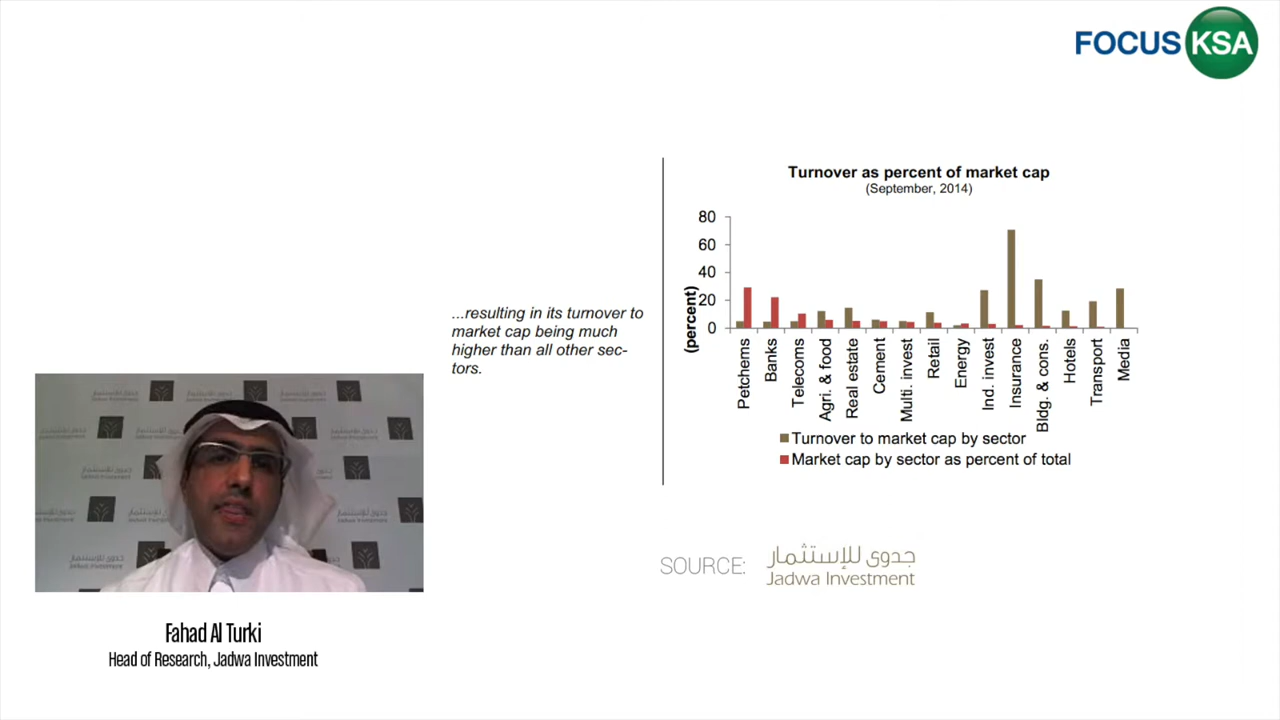 FOCUS KSA
Turnover as percent of market cap
(September, 2014)
80
60
40
20
0
(percent)
Petchems
Banks
Telecoms
Agri. & food
Real estate
Cement
Multi. invest
Retail
Energy
Ind. invest
Insurance
Bldg. & cons.
Hotels
Transport
Media
Turnover to market cap by sector
Market cap by sector as percent of total
...resulting in its turnover to
market cap being much
higher than all other sec-
tors.
جدوى للإستثمار
Jadwa Investment
SOURCE:
جدوى للإستثمار
Jadwa Investment
Fahad Al Turki
Head of Research, Jadwa Investment